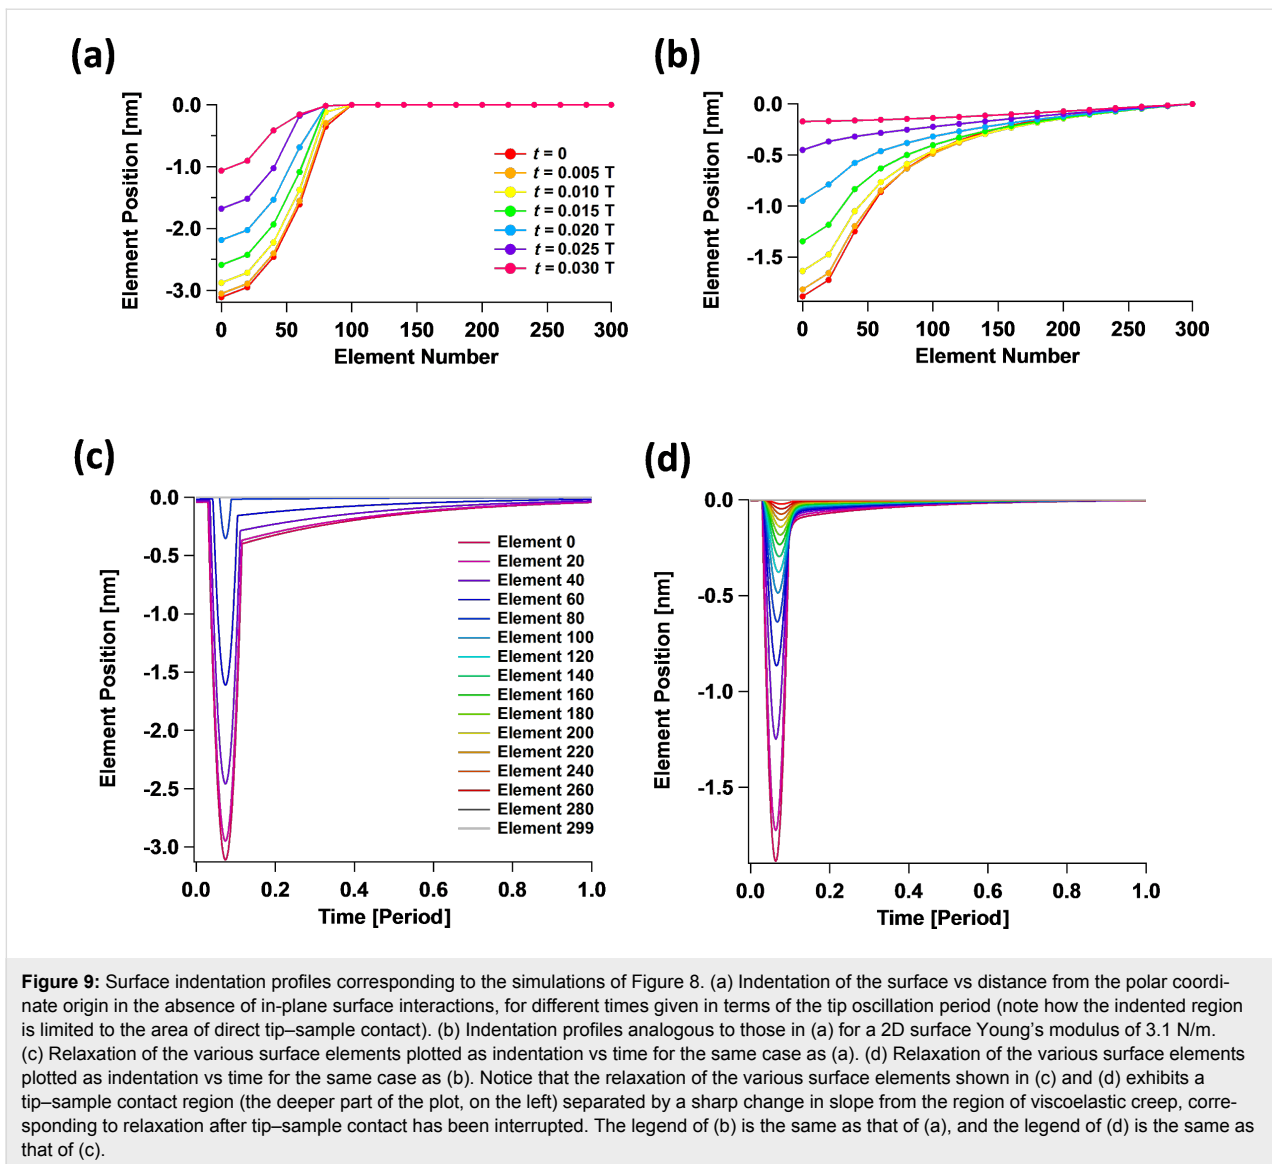 (a)
Element Position [nm]
0.0
-1.0
-2.0
-3.0
0 50 100 150 200 250 300
Element Number
t = 0
t = 0.005 T
t = 0.010 T
t = 0.015 T
t = 0.020 T
t = 0.025 T
t = 0.030 T
(b)
Element Position [nm]
0.0
-0.5
-1.0
-1.5
0 50 100 150 200 250 300
Element Number
(c)
Element Position [nm]
0.0
-0.5
-1.0
-1.5
-2.0
-2.5
-3.0
0.0 0.2 0.4 0.6 0.8 1.0
Time [Period]
Element 0
Element 20
Element 40
Element 60
Element 80
Element 100
Element 120
Element 140
Element 160
Element 180
Element 200
Element 220
Element 240
Element 260
Element 280
Element 299
(d)
Element Position [nm]
0.0
-0.5
-1.0
-1.5
0.0 0.2 0.4 0.6 0.8 1.0
Time [Period]
Figure 9: Surface indentation profiles corresponding to the simulations of Figure 8. (a) Indentation of the surface vs distance from the polar coordi-
nate origin in the absence of in-plane surface interactions, for different times given in terms of the tip oscillation period (note how the indented region
is limited to the area of direct tip–sample contact). (b) Indentation profiles analogous to those in (a) for a 2D surface Young's modulus of 3.1 N/m.
(c) Relaxation of the various surface elements plotted as indentation vs time for the same case as (a). (d) Relaxation of the various surface elements
plotted as indentation vs time for the same case as (b). Notice that the relaxation of the various surface elements shown in (c) and (d) exhibits a
tip–sample contact region (the deeper part of the plot, on the left) separated by a sharp change in slope from the region of viscoelastic creep, corre-
sponding to relaxation after tip–sample contact has been interrupted. The legend of (b) is the same as that of (a), and the legend of (d) is the same as
that of (c).